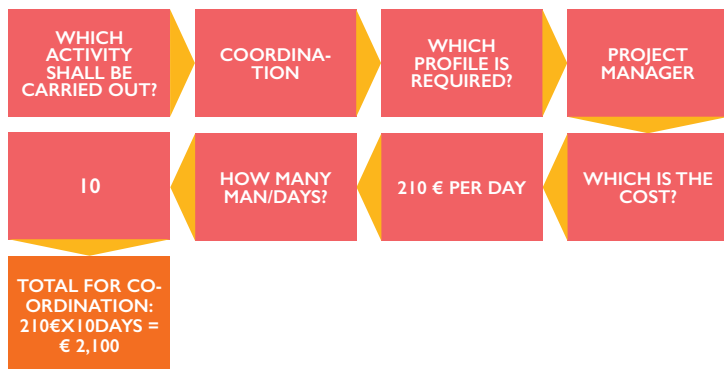 WHICH
ACTIVITY
SHALL BE
CARRIED OUT?
COORDINA-
TION
WHICH
PROFILE IS
REQUIRED?
PROJECT
MANAGER
WHICH IS THE
COST?
210 € PER DAY
HOW MANY
MAN/DAYS?
10
TOTAL FOR CO-
ORDINATION:
210€X10DAYS =
€ 2,100